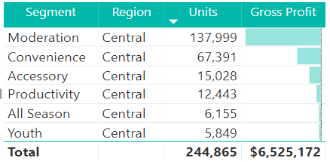 Segment Region Units Gross Profit
Moderation Central 137,999
Convenience Central 67,391
Accessory Central 15,028
Productivity Central 12,443
All Season Central 6,155
Youth Central 5,849
Total 244,865 $6,525,172